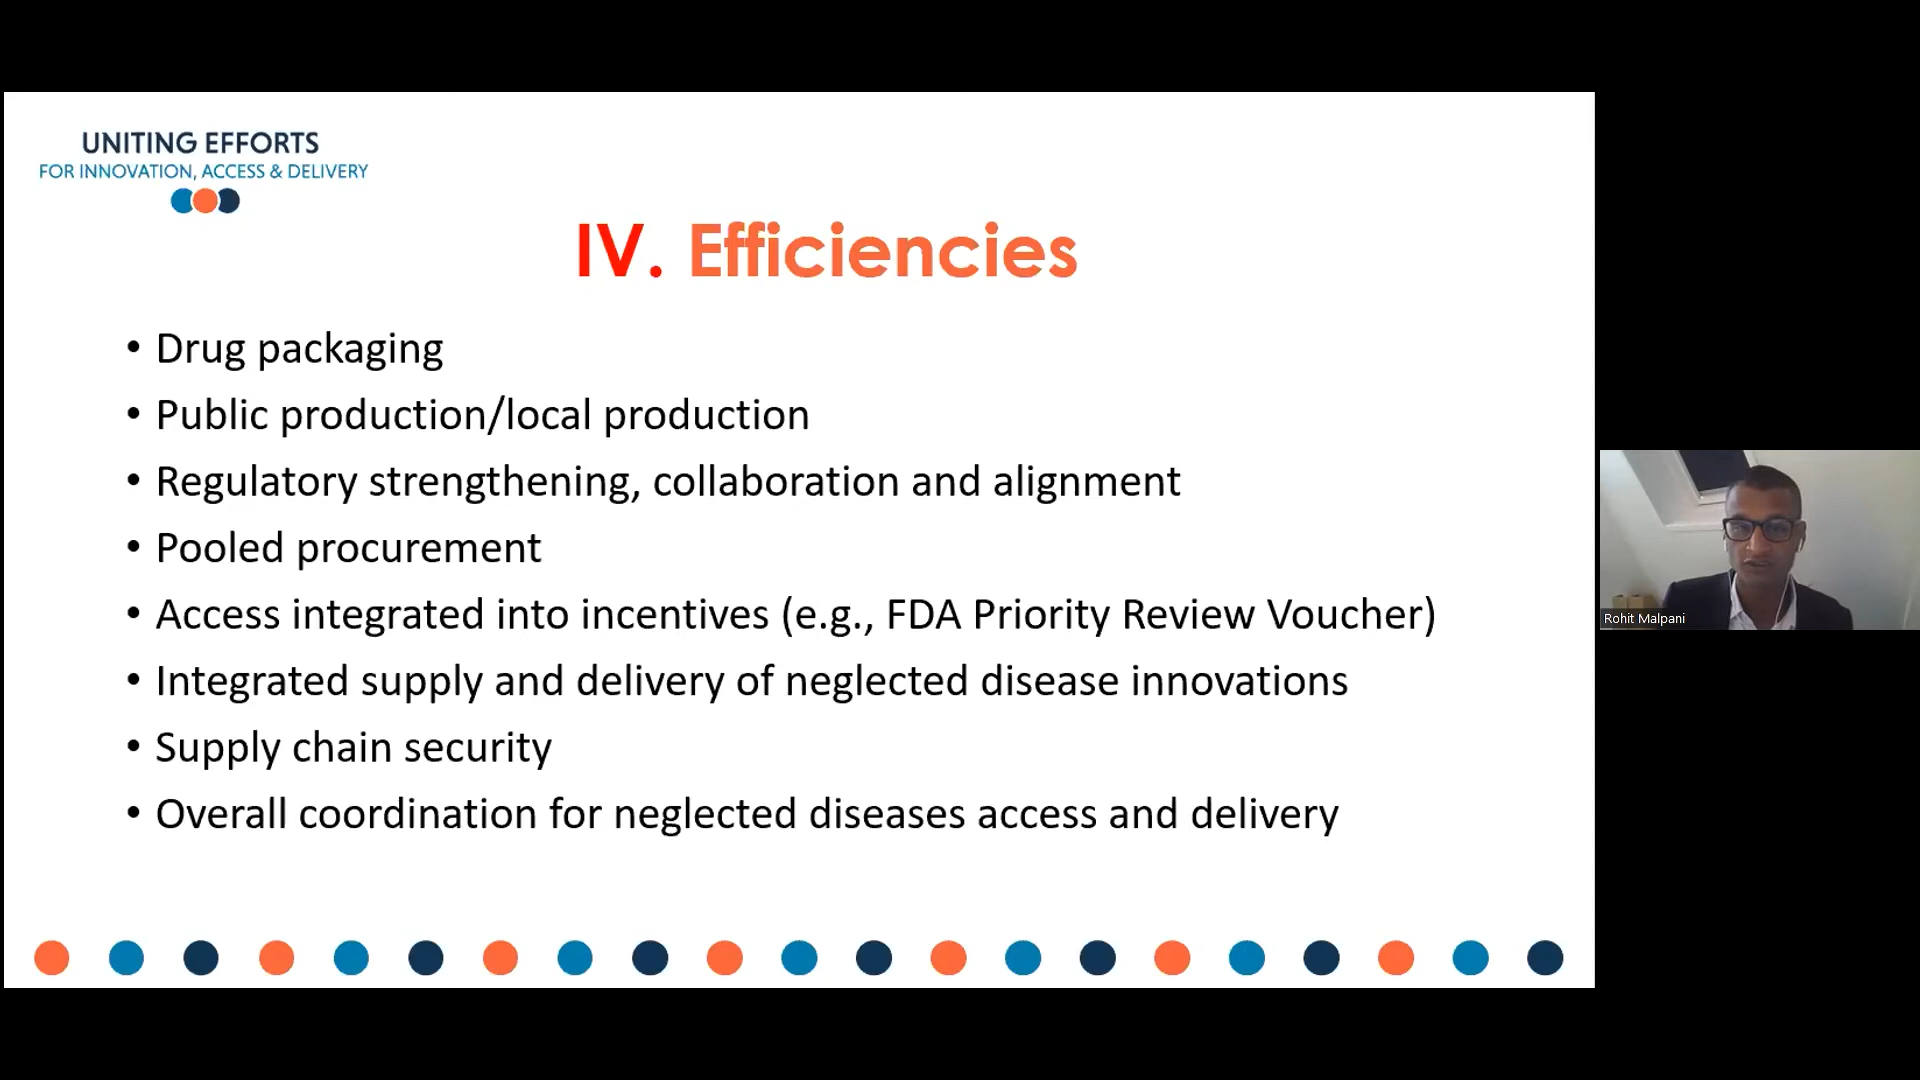 UNITING EFFORTS
FOR INNOVATION, ACCESS & DELIVERY
IV. Efficiencies
• Drug packaging
• Public production/local production
• Regulatory strengthening, collaboration and alignment
• Pooled procurement
• Access integrated into incentives (e.g., FDA Priority Review Voucher)
• Integrated supply and delivery of neglected disease innovations
• Supply chain security
• Overall coordination for neglected diseases access and delivery
Rohit Malpani